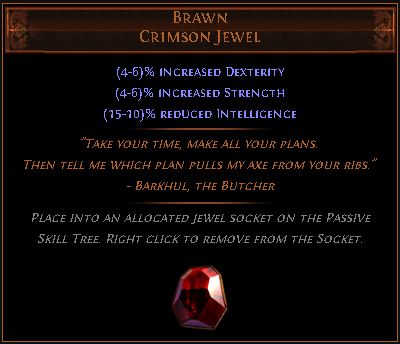 Brawn
Crimson Jewel
(4-6)% increased Dexterity
(4-6)% increased Strength
(15-10)% reduced Intelligence
"Take your time, make all your plans.
Then tell me which plan pulls my axe from your ribs."
- Barkhul, the Butcher
Place into an allocated jewel socket on the Passive
Skill Tree. Right click to remove from the Socket.